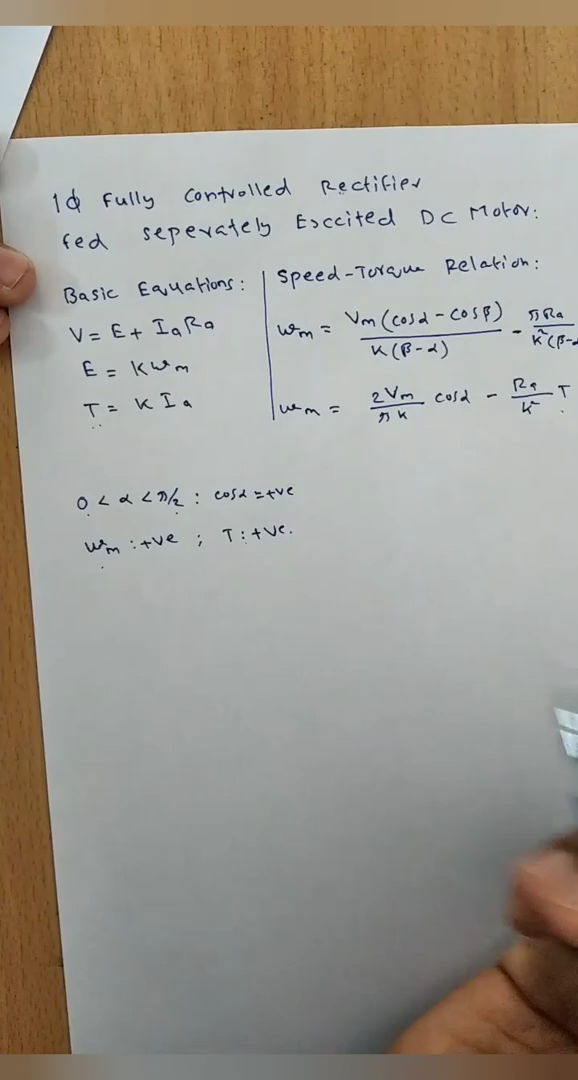 1ϕ Fully Controlled Rectifier
fed seperately Excited DC Motor:
Basic Equations:
V = E + IaRa
E = Kωm
T = K Ia
Speed-Torque Relation:
ωm = Vm(cosα - cosβ)/K(β-α) - πRa/K²(β-α
ωm = 2Vm/πK cosα - Ra/K² T
0 < α < π/2 : cosα = +ve
ωm : +ve ; T : +ve.